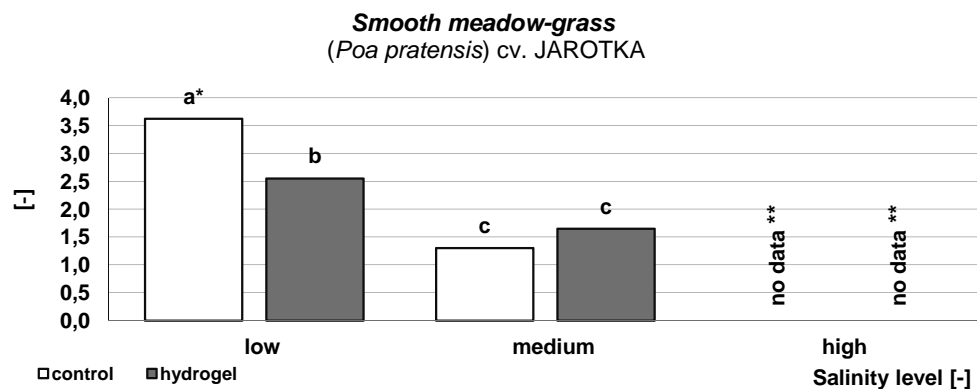 Smooth meadow-grass
(Poa pratensis) cv. JAROTKA
[-]
4,0
3,5
3,0
2,5
2,0
1,5
1,0
0,5
0,0
a*
b
c
c
no data **
no data **
low medium high
control hydrogel
Salinity level [-]